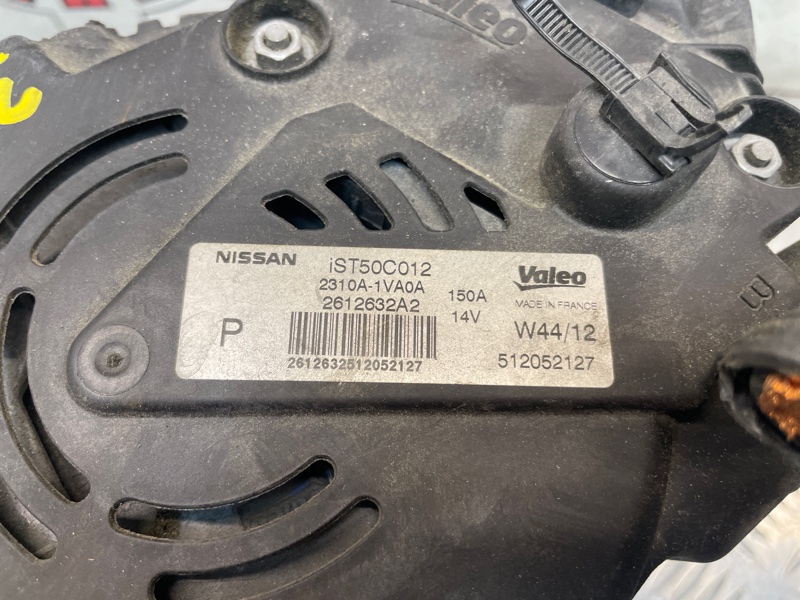 Valeo
NISSAN iST50C012 Valeo
2310A-1VA0A 150A MADE IN FRANCE
2612632A2 14V W44/12
P
2612632512052127 512052127